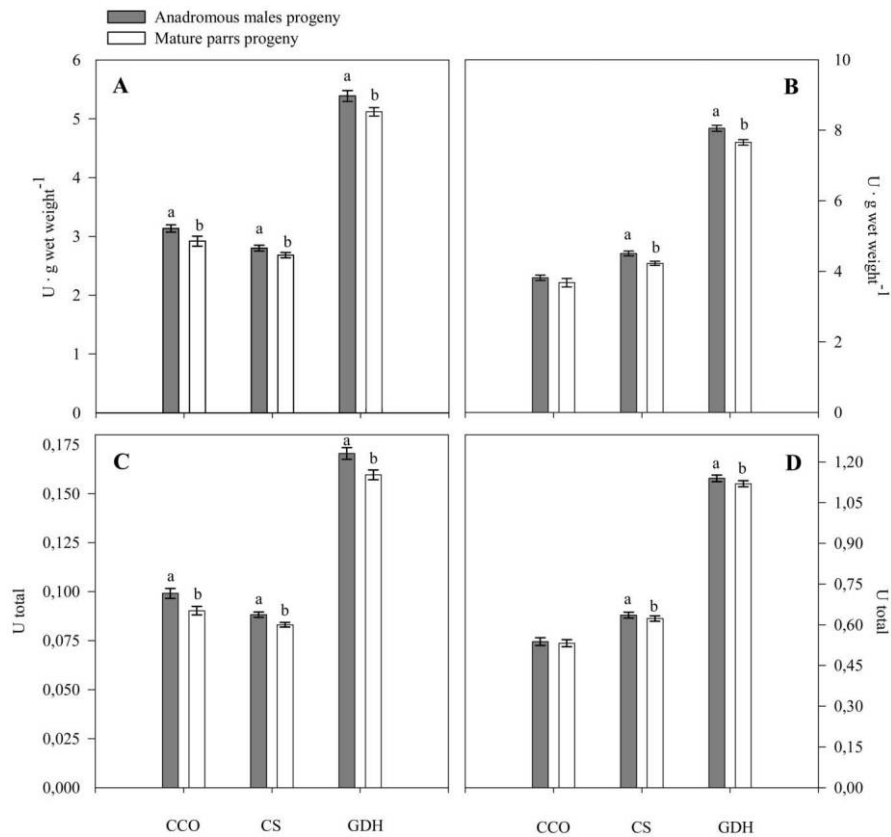 Anadromous males progeny
Mature parrs progeny
A
6
5
4
3
2
1
0
U · g wet weight-1
a
b
a
b
a
b
B
10
8
6
4
2
0
U · g wet weight-1
a
b
a
b
C
0,175
0,150
0,125
0,100
0,075
0,050
0,025
0,000
U total
a
b
a
b
a
b
CCO CS GDH
D
1,20
1,05
0,90
0,75
0,60
0,45
0,30
0,15
0,00
U total
a
b
a
b
CCO CS GDH